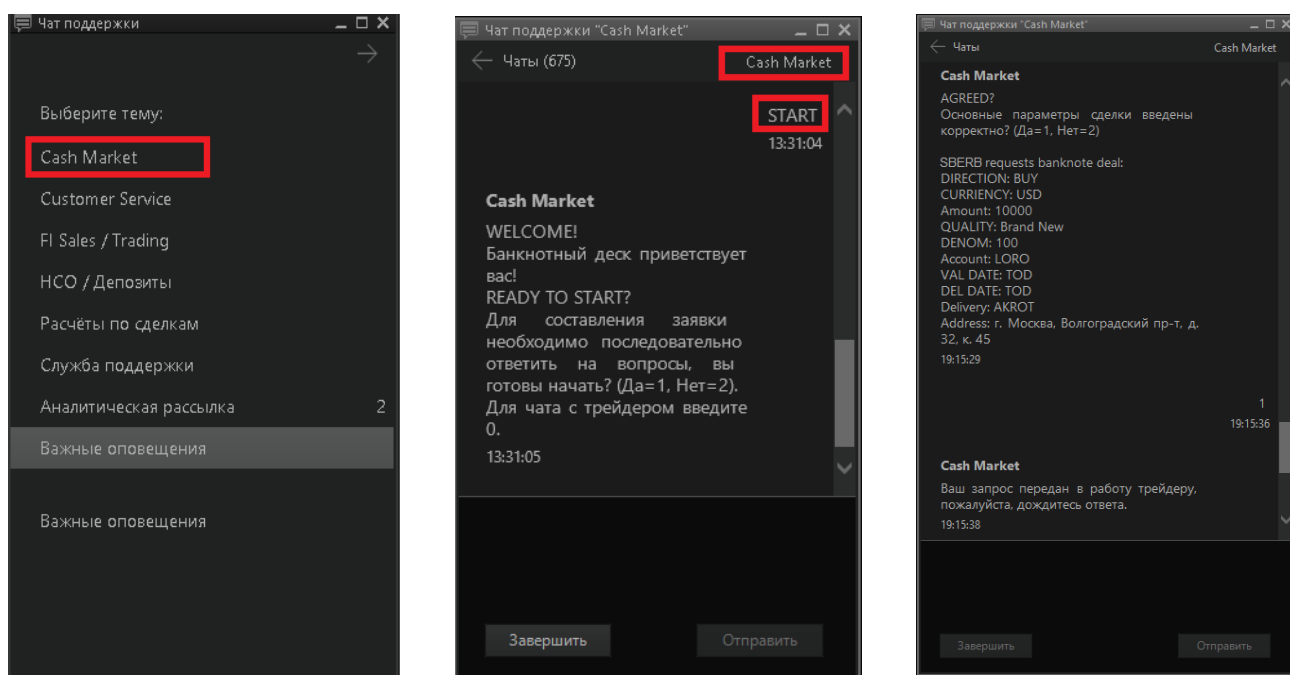 Чат поддержки
Выберите тему:
Cash Market
Customer Service
FI Sales / Trading
НСО / Депозиты
Расчёты по сделкам
Служба поддержки
Аналитическая рассылка 2
Важные оповещения
Важные оповещения
Чат поддержки "Cash Market"
Чаты (675) Cash Market
START
13:31:04
Cash Market
WELCOME!
Банкнотный деск приветствует
вас!
READY TO START?
Для составления заявки
необходимо последовательно
ответить на вопросы, вы
готовы начать? (Да=1, Нет=2).
Для чата с трейдером введите
0.
13:31:05
Завершить Отправить
Чат поддержки "Cash Market"
Чаты Cash Market
Cash Market
AGREED?
Основные параметры сделки введены
корректно? (Да=1, Нет=2)
SBERB requests banknote deal:
DIRECTION: BUY
CURRIENCY: USD
Amount: 10000
QUALITY: Brand New
DENOM: 100
Account: LORO
VAL DATE: TOD
DEL DATE: TOD
Delivery: AKROT
Address: г. Москва, Волгоградский пр-т, д.
32, к. 45
19:15:29
1
19:15:36
Cash Market
Ваш запрос передан в работу трейдеру,
пожалуйста, дождитесь ответа.
19:15:38
Завершить Отправить